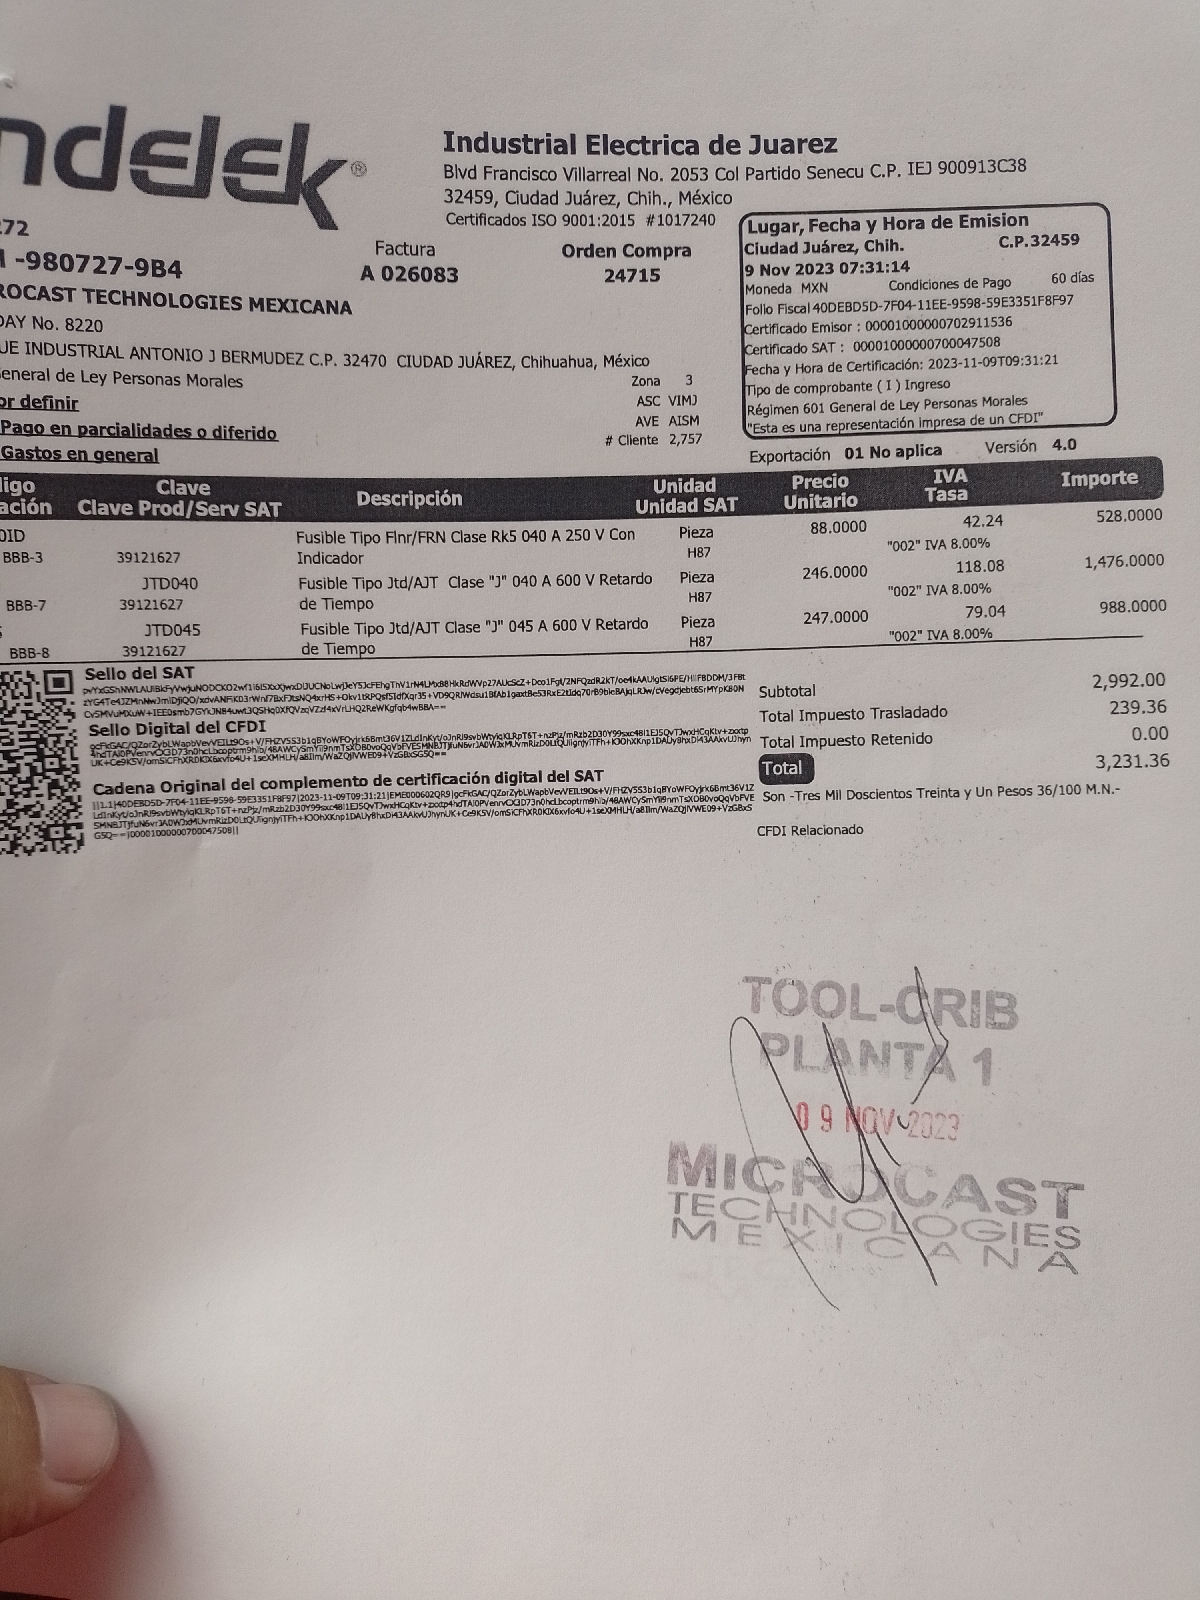 ndelek®
Industrial Electrica de Juarez
Blvd Francisco Villarreal No. 2053 Col Partido Senecu C.P. IEJ 900913C38
32459, Ciudad Juárez, Chih., México
Certificados ISO 9001:2015 #1017240
272
-980727-9B4
Factura
A 026083
Orden Compra
24715
ROCAST TECHNOLOGIES MEXICANA
DAY No. 8220
UE INDUSTRIAL ANTONIO J BERMUDEZ C.P. 32470 CIUDAD JUÁREZ, Chihuahua, México
eneral de Ley Personas Morales
or definir
Pago en parcialidades o diferido
Gastos en general
Zona 3
ASC VIMJ
AVE AISM
# Cliente 2,757
Lugar, Fecha y Hora de Emision
Ciudad Juárez, Chih. C.P.32459
9 Nov 2023 07:31:14
Moneda MXN Condiciones de Pago 60 días
Folio Fiscal 40DEBD5D-7F04-11EE-9598-59E3351F8F97
Certificado Emisor : 00001000000702911536
Certificado SAT : 00001000000700047508
Fecha y Hora de Certificación: 2023-11-09T09:31:21
Tipo de comprobante ( I ) Ingreso
Régimen 601 General de Ley Personas Morales
"Esta es una representación impresa de un CFDI"
Exportación 01 No aplica Versión 4.0
digo Clave Descripción Unidad Precio IVA Importe
ación Clave Prod/Serv SAT Unidad SAT Unitario Tasa
OID Fusible Tipo Flnr/FRN Clase Rk5 040 A 250 V Con Pieza 88.0000 42.24 528.0000
BBB-3 39121627 Indicador H87 "002" IVA 8.00%
JTD040 Fusible Tipo Jtd/AJT Clase "J" 040 A 600 V Retardo Pieza 246.0000 118.08 1,476.0000
BBB-7 39121627 de Tiempo H87 "002" IVA 8.00%
JTD045 Fusible Tipo Jtd/AJT Clase "J" 045 A 600 V Retardo Pieza 247.0000 79.04 988.0000
BBB-8 39121627 de Tiempo H87 "002" IVA 8.00%
Sello del SAT
Sello Digital del CFDI
Cadena Original del complemento de certificación digital del SAT
Subtotal 2,992.00
Total Impuesto Trasladado 239.36
Total Impuesto Retenido 0.00
Total 3,231.36
Son -Tres Mil Doscientos Treinta y Un Pesos 36/100 M.N.-
CFDI Relacionado
TOOL-CRIB
PLANTA 1
09 NOV 2023
MICROCAST
TECHNOLOGIES
MEXICANA